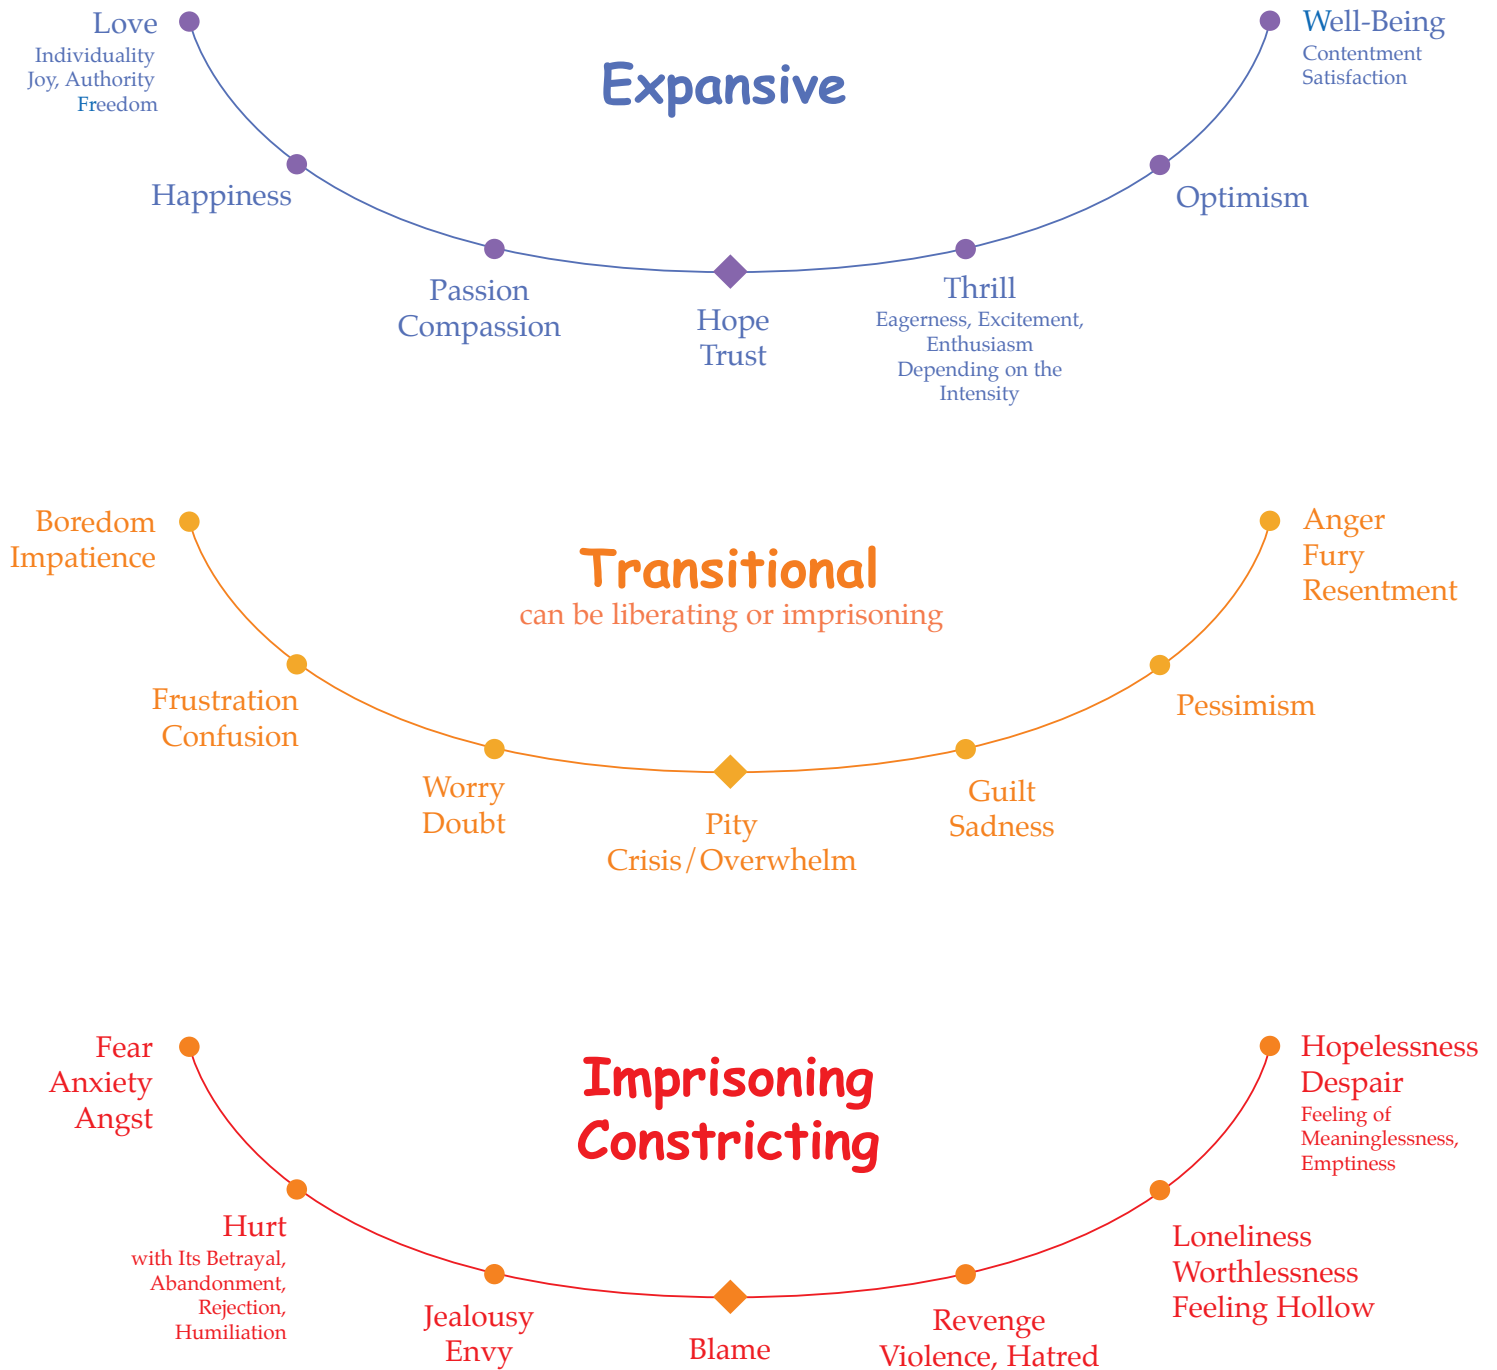 Expansive
Love
Individuality
Joy, Authority
Freedom
Happiness
Passion
Compassion
Hope
Trust
Thrill
Eagerness, Excitement,
Enthusiasm
Depending on the
Intensity
Optimism
Well-Being
Contentment
Satisfaction
Transitional
can be liberating or imprisoning
Boredom
Impatience
Frustration
Confusion
Worry
Doubt
Pity
Crisis/Overwhelm
Guilt
Sadness
Pessimism
Anger
Fury
Resentment
Imprisoning
Constricting
Fear
Anxiety
Angst
Hurt
with Its Betrayal,
Abandonment,
Rejection,
Humiliation
Jealousy
Envy
Blame
Revenge
Violence, Hatred
Loneliness
Worthlessness
Feeling Hollow
Hopelessness
Despair
Feeling of
Meaninglessness,
Emptiness